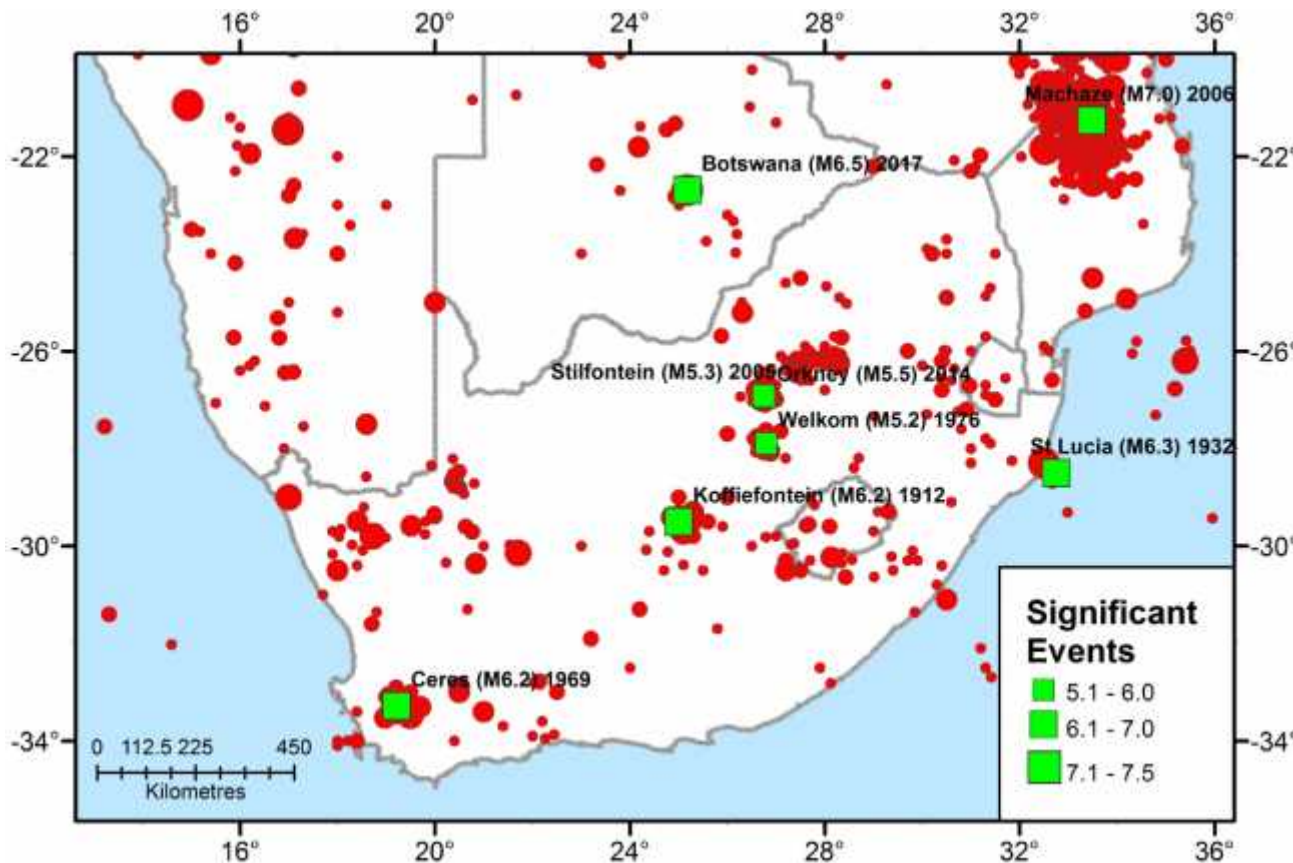 16° 20° 24° 28° 32° 36°
Machaze (M7.0) 2006
-22° -22°
Botswana (M6.5) 2017
-26° -26°
Stilfontein (M5.3) 2005 Orkney (M5.5) 2014
Welkom (M5.2) 1976
St Lucia (M6.3) 1932
Koffiefontein (M6.2) 1912
-30° -30°
Significant
Events
5.1 - 6.0
6.1 - 7.0
7.1 - 7.5
Ceres (M6.2) 1969
-34° -34°
0 112.5 225 450
Kilometres
16° 20° 24° 28° 32° 36°